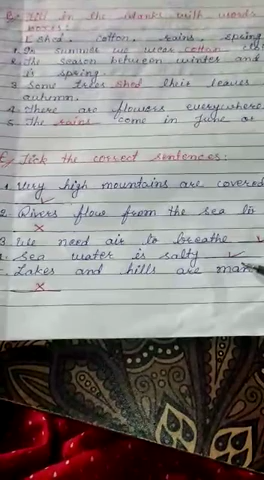 B. Fill in the blanks with words
words:
[shed, cotton, rains, spring
1. In summer we wear cotton
2. The season between winter and
is spring.
3. Some trees shed their leaves
autumn.
4. There are flowers everywhere
5. The rains come in June or
C. Tick the correct sentences:
1. Very high mountains are covered
✓
2. Rivers flow from the sea to
×
3. We need air to breathe ✓
4. Sea water is salty ✓
5. Lakes and hills are man
×